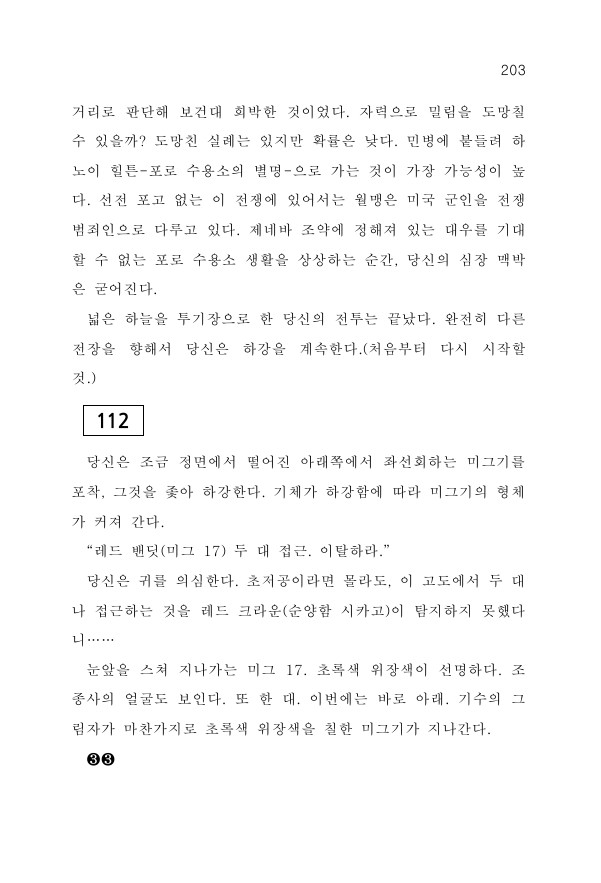 203
거리로 판단해 보건대 희박한 것이었다. 자력으로 밀림을 도망칠
수 있을까? 도망친 실례는 있지만 확률은 낮다. 민병에 붙들려 하
노이 힐튼-포로 수용소의 별명-으로 가는 것이 가장 가능성이 높
다. 선전 포고 없는 이 전쟁에 있어서는 월맹은 미국 군인을 전쟁
범죄인으로 다루고 있다. 제네바 조약에 정해져 있는 대우를 기대
할 수 없는 포로 수용소 생활을 상상하는 순간, 당신의 심장 맥박
은 굳어진다.
넓은 하늘을 투기장으로 한 당신의 전투는 끝났다. 완전히 다른
전장을 향해서 당신은 하강을 계속한다.(처음부터 다시 시작할
것.)
112
당신은 조금 정면에서 떨어진 아래쪽에서 좌선회하는 미그기를
포착, 그것을 좇아 하강한다. 기체가 하강함에 따라 미그기의 형체
가 커져 간다.
“레드 밴딧(미그 17) 두 대 접근. 이탈하라.”
당신은 귀를 의심한다. 초저공이라면 몰라도, 이 고도에서 두 대
나 접근하는 것을 레드 크라운(순양함 시카고)이 탐지하지 못했다
니……
눈앞을 스쳐 지나가는 미그 17. 초록색 위장색이 선명하다. 조
종사의 얼굴도 보인다. 또 한 대. 이번에는 바로 아래. 기수의 그
림자가 마찬가지로 초록색 위장색을 칠한 미그기가 지나간다.
❸❸